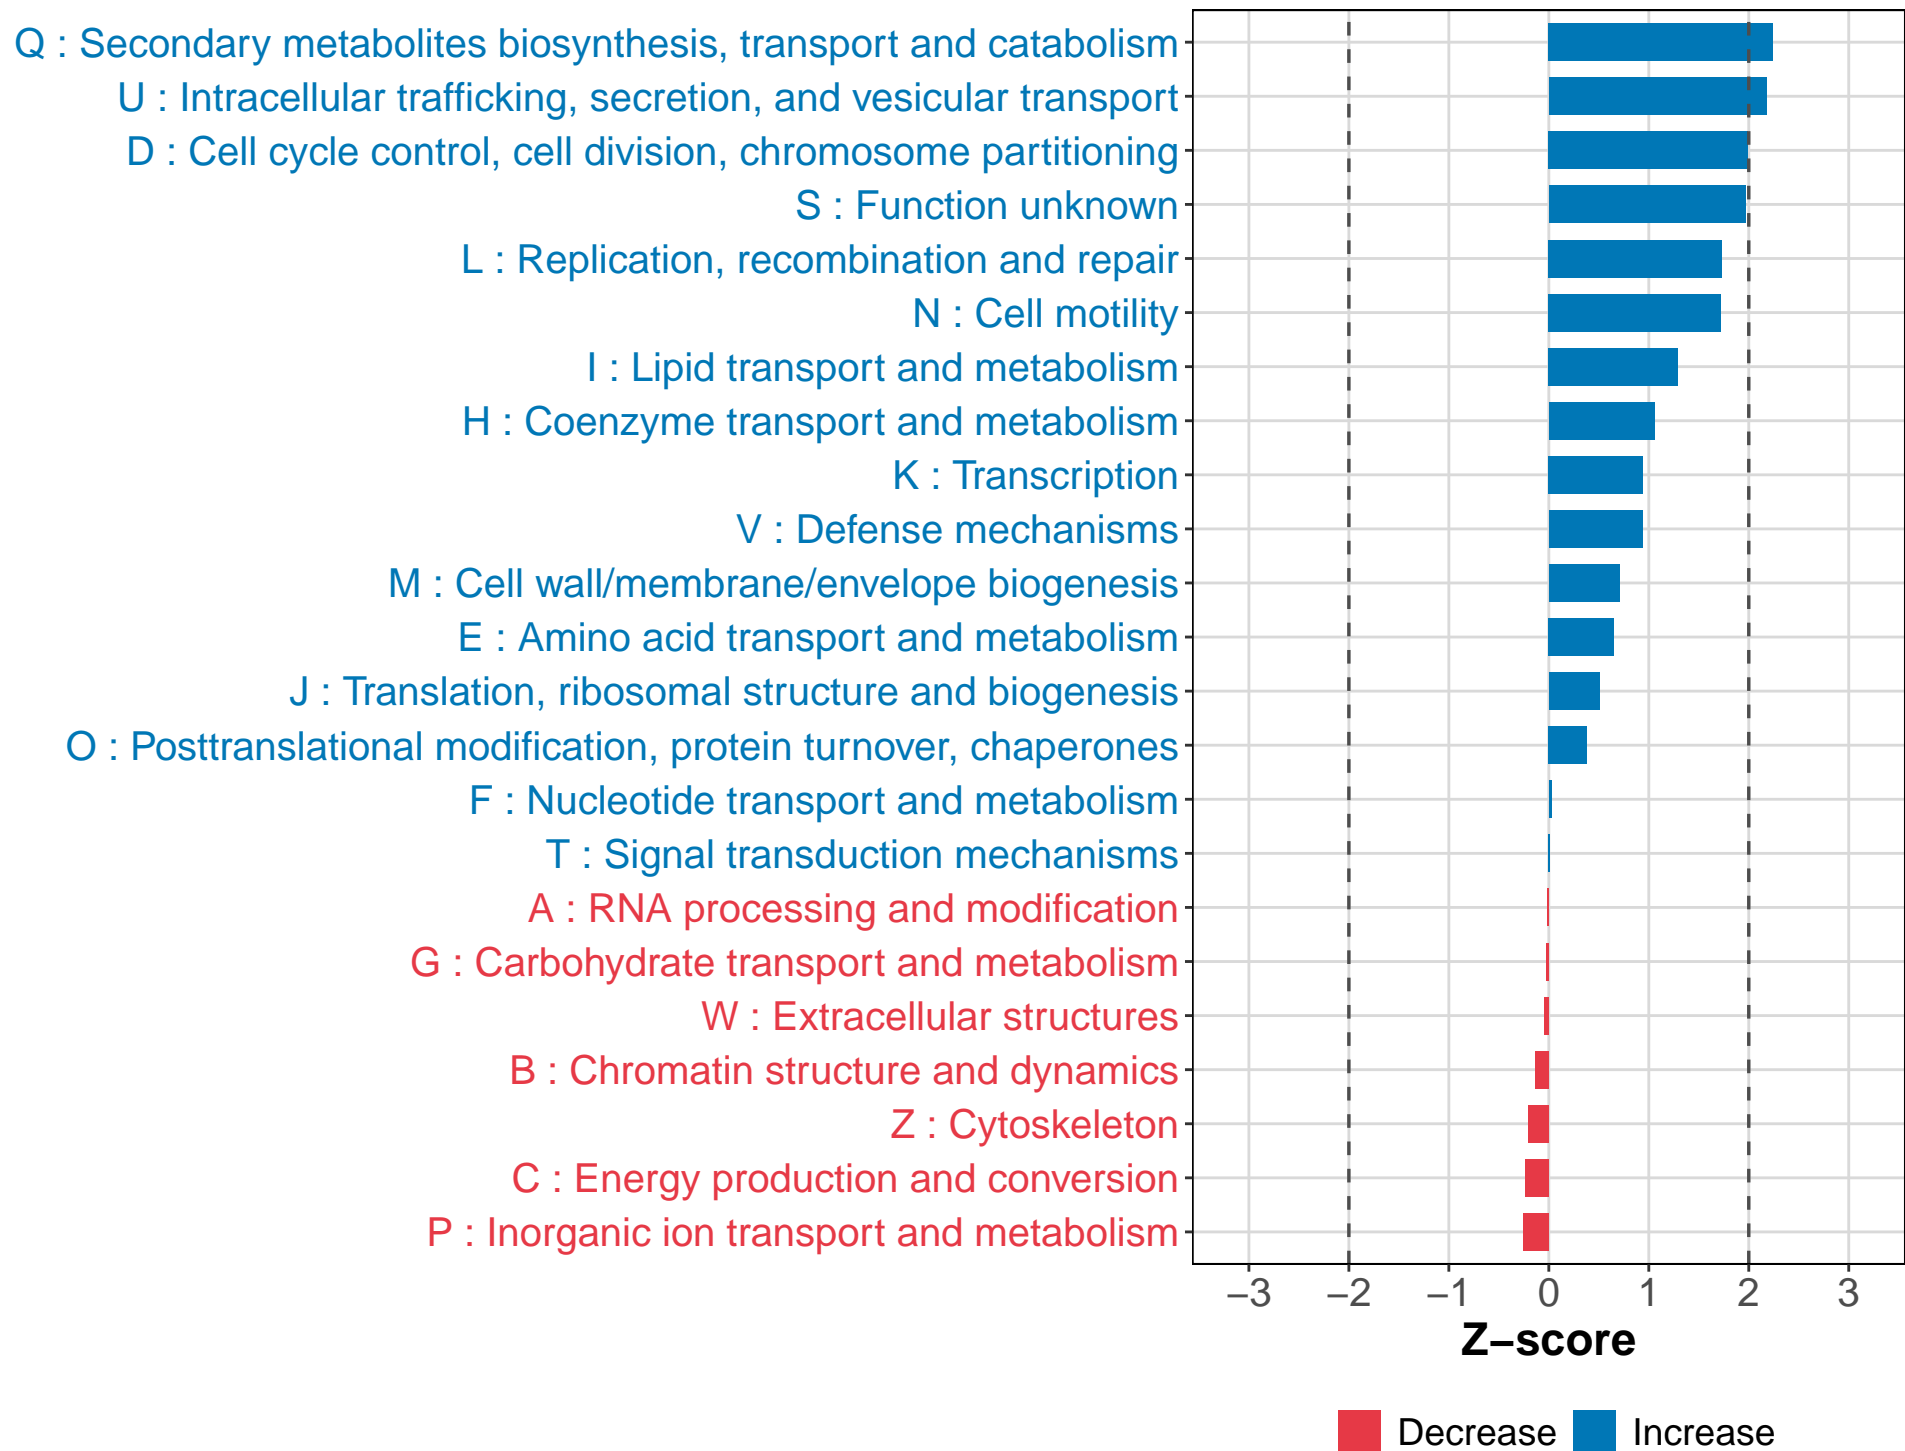 Q : Secondary metabolites biosynthesis, transport and catabolism
U : Intracellular trafficking, secretion, and vesicular transport
D : Cell cycle control, cell division, chromosome partitioning
S : Function unknown
L : Replication, recombination and repair
N : Cell motility
I : Lipid transport and metabolism
H : Coenzyme transport and metabolism
K : Transcription
V : Defense mechanisms
M : Cell wall/membrane/envelope biogenesis
E : Amino acid transport and metabolism
J : Translation, ribosomal structure and biogenesis
O : Posttranslational modification, protein turnover, chaperones
F : Nucleotide transport and metabolism
T : Signal transduction mechanisms
A : RNA processing and modification
G : Carbohydrate transport and metabolism
W : Extracellular structures
B : Chromatin structure and dynamics
Z : Cytoskeleton
C : Energy production and conversion
P : Inorganic ion transport and metabolism
−3 −2 −1 0 1 2 3
Z−score
Decrease Increase